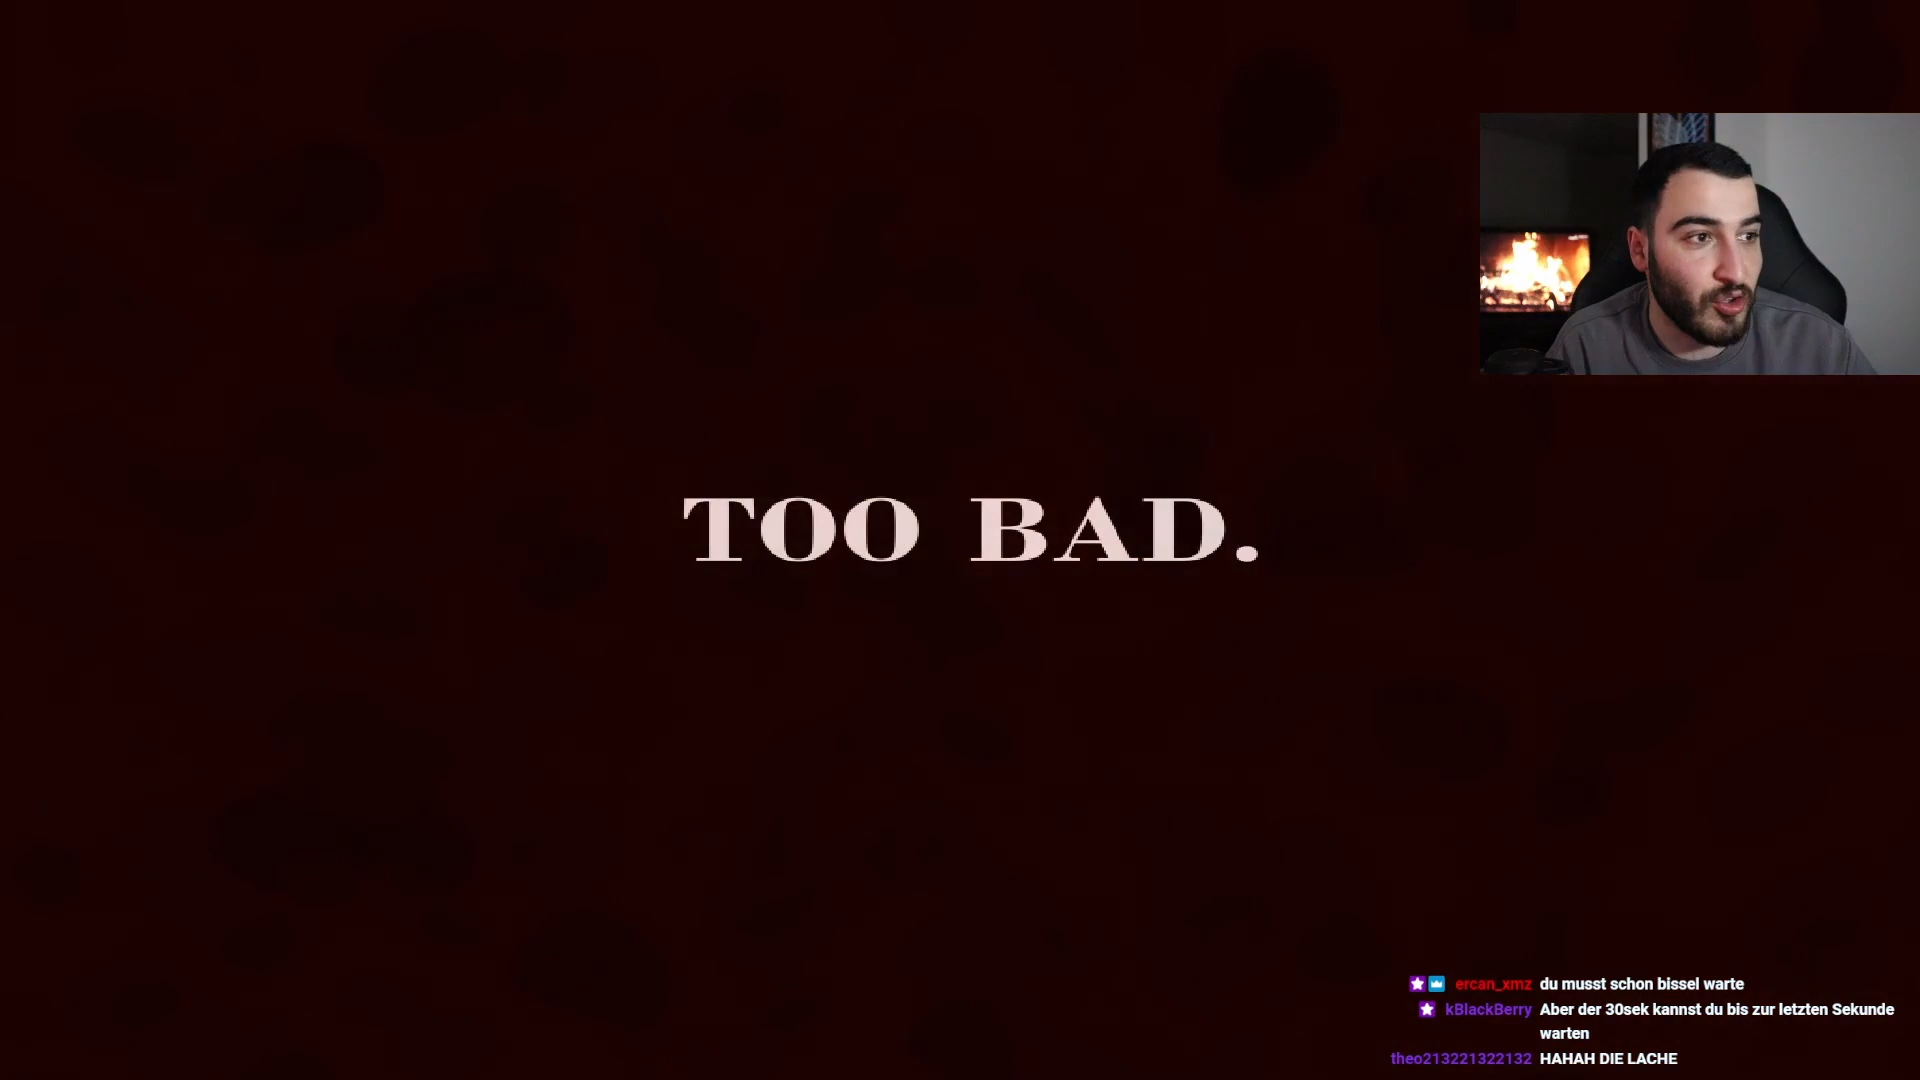 TOO BAD.
ercan_xmz du musst schon bissel warte
kBlackBerry Aber der 30sek kannst du bis zur letzten Sekunde
warten
theo213221322132 HAHAH DIE LACHE